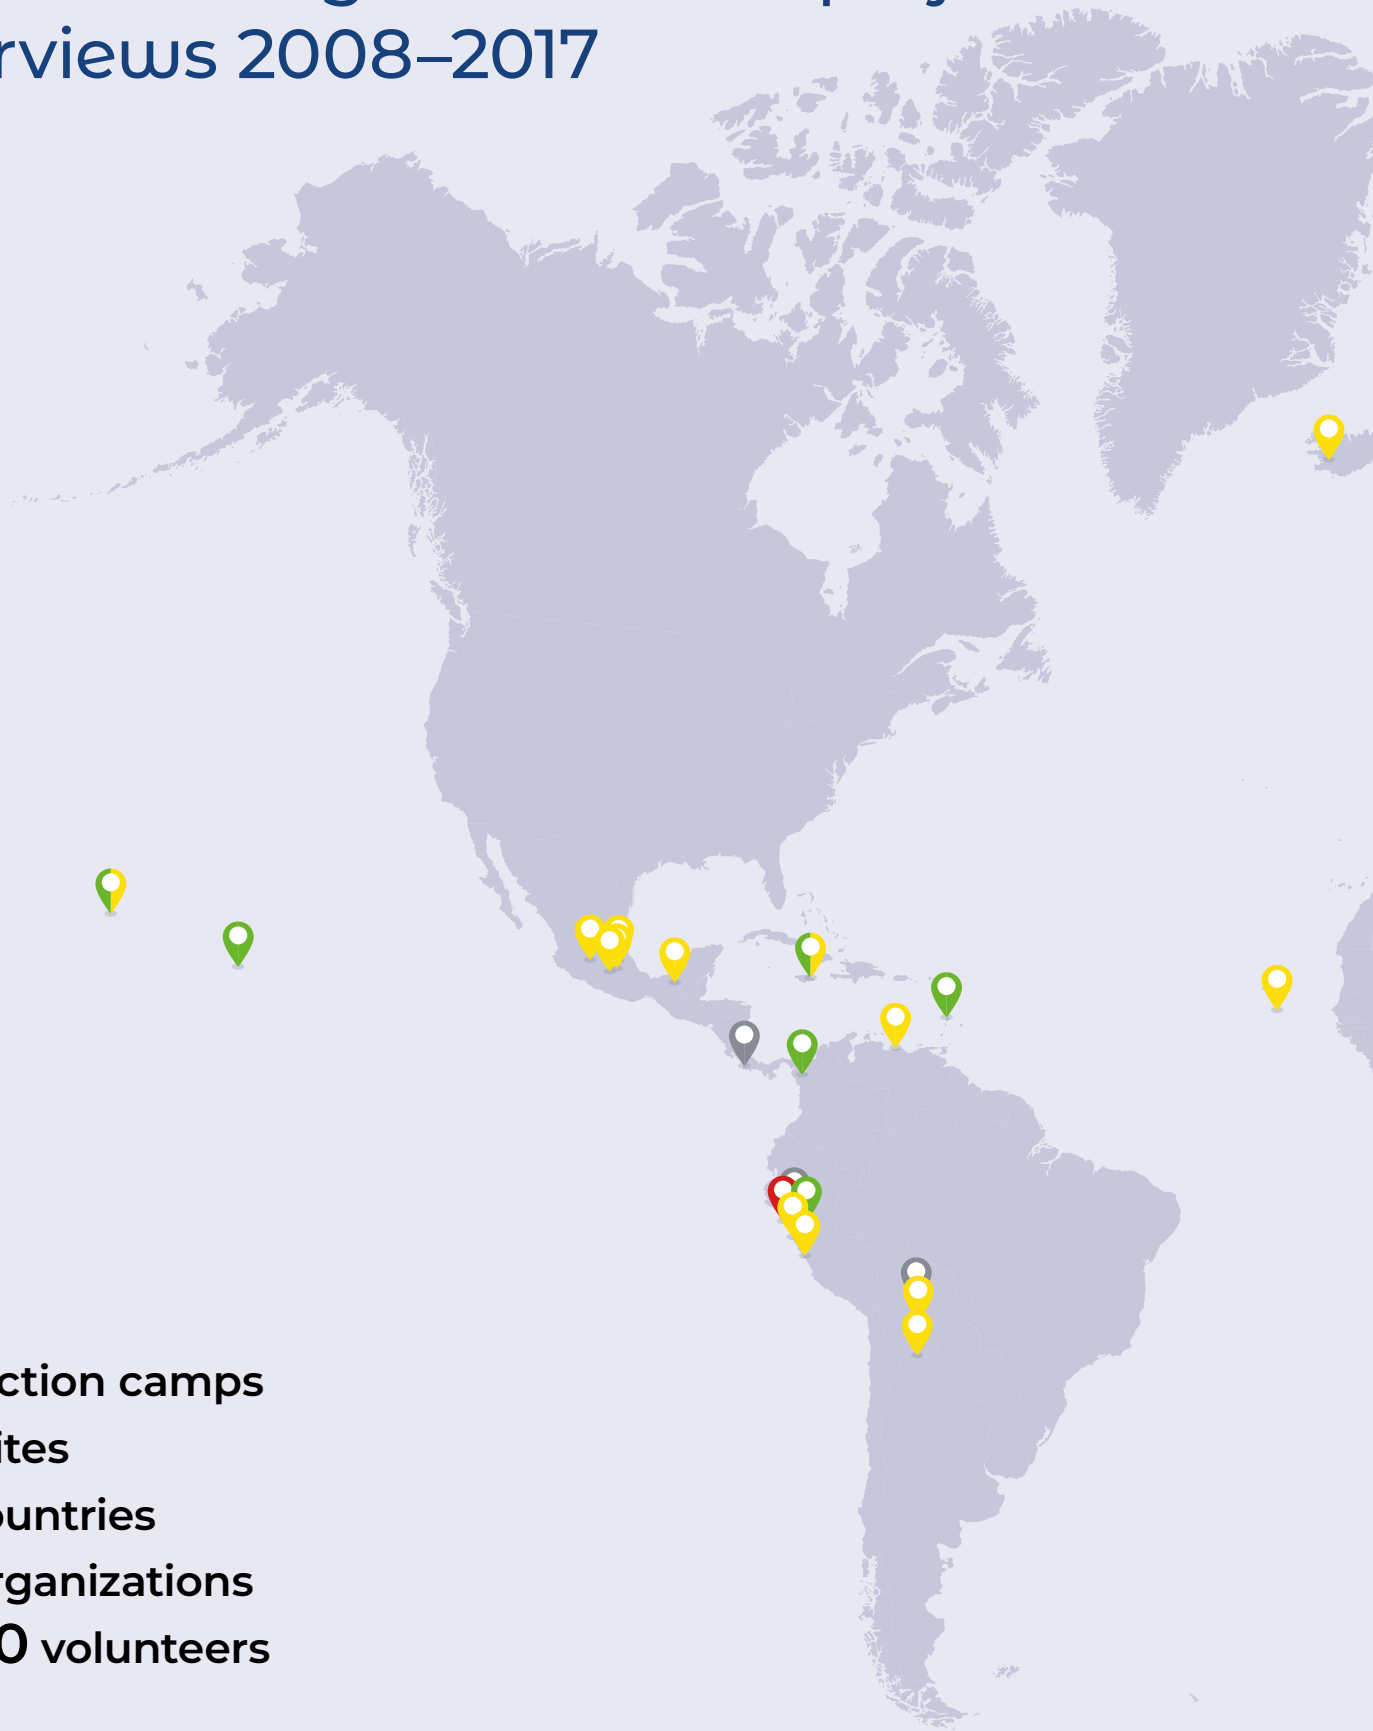 rviews 2008–2017
ction camps
ites
ountries
rganizations
0 volunteers